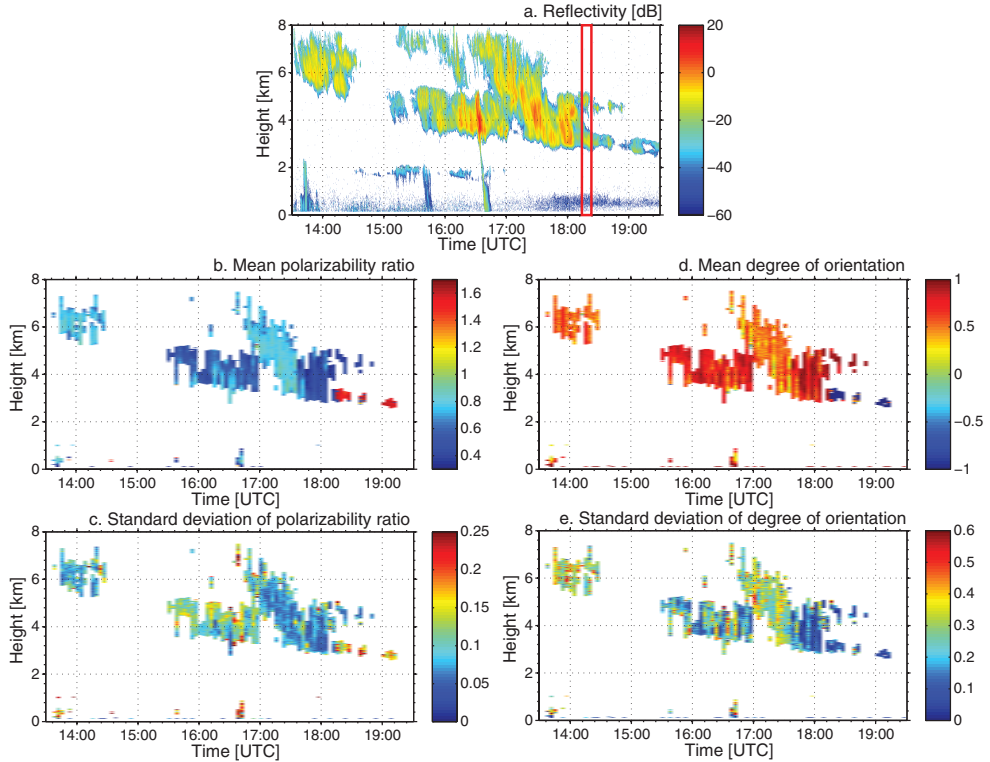 a. Reflectivity [dB]
8
6
4
2
0
Height [km]
14:00 15:00 16:00 17:00 18:00 19:00
Time [UTC]
20
0
−20
−40
−60
b. Mean polarizability ratio
8
6
4
2
0
Height [km]
14:00 15:00 16:00 17:00 18:00 19:00
Time [UTC]
1.6
1.4
1.2
1.0
0.8
0.6
0.4
d. Mean degree of orientation
8
6
4
2
0
Height [km]
14:00 15:00 16:00 17:00 18:00 19:00
Time [UTC]
1
0.5
0
−0.5
−1
c. Standard deviation of polarizability ratio
8
6
4
2
0
Height [km]
14:00 15:00 16:00 17:00 18:00 19:00
Time [UTC]
0.25
0.20
0.15
0.10
0.05
0
e. Standard deviation of degree of orientation
8
6
4
2
0
Height [km]
14:00 15:00 16:00 17:00 18:00 19:00
Time [UTC]
0.6
0.5
0.4
0.3
0.2
0.1
0